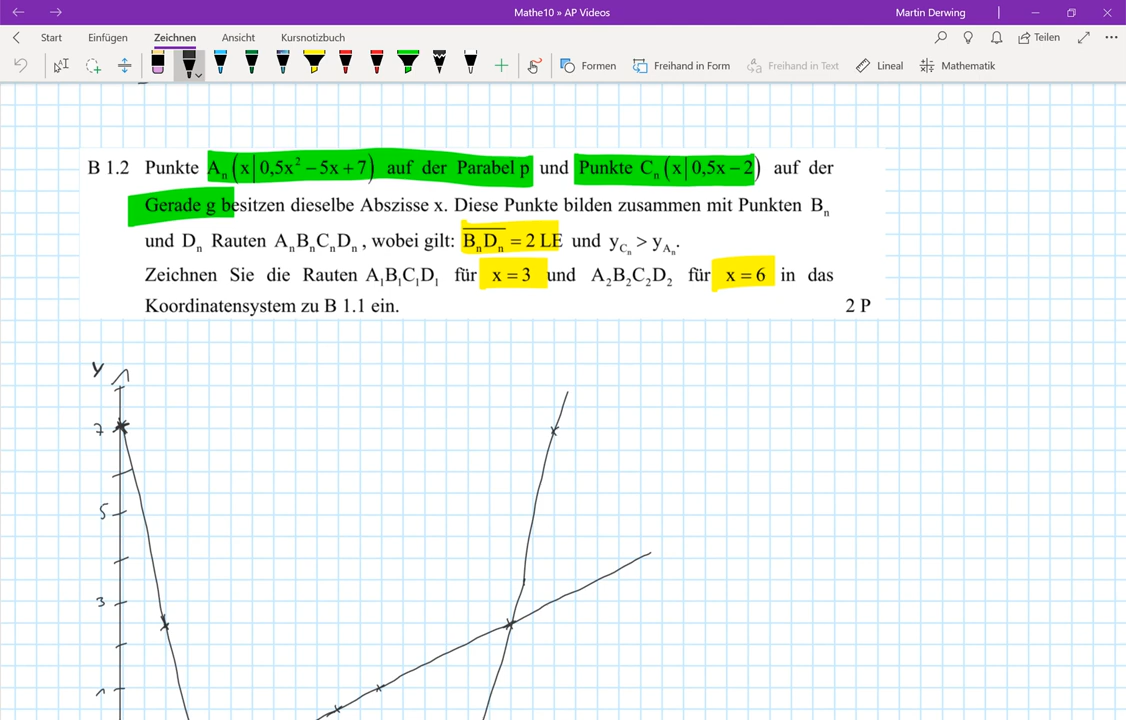 Mathe10 » AP Videos
Martin Derwing
Start Einfügen Zeichnen Ansicht Kursnotizbuch
Teilen
Formen Freihand in Form Freihand in Text Lineal Mathematik
B 1.2 Punkte Aₙ(x|0,5x² − 5x + 7) auf der Parabel p und Punkte Cₙ(x|0,5x − 2) auf der
Gerade g besitzen dieselbe Abszisse x. Diese Punkte bilden zusammen mit Punkten Bₙ
und Dₙ Rauten AₙBₙCₙDₙ, wobei gilt: B̅ₙD̅ₙ = 2 LE und y_Cₙ > y_Aₙ.
Zeichnen Sie die Rauten A₁B₁C₁D₁ für x = 3 und A₂B₂C₂D₂ für x = 6 in das
Koordinatensystem zu B 1.1 ein. 2 P
y
7
5
3
1